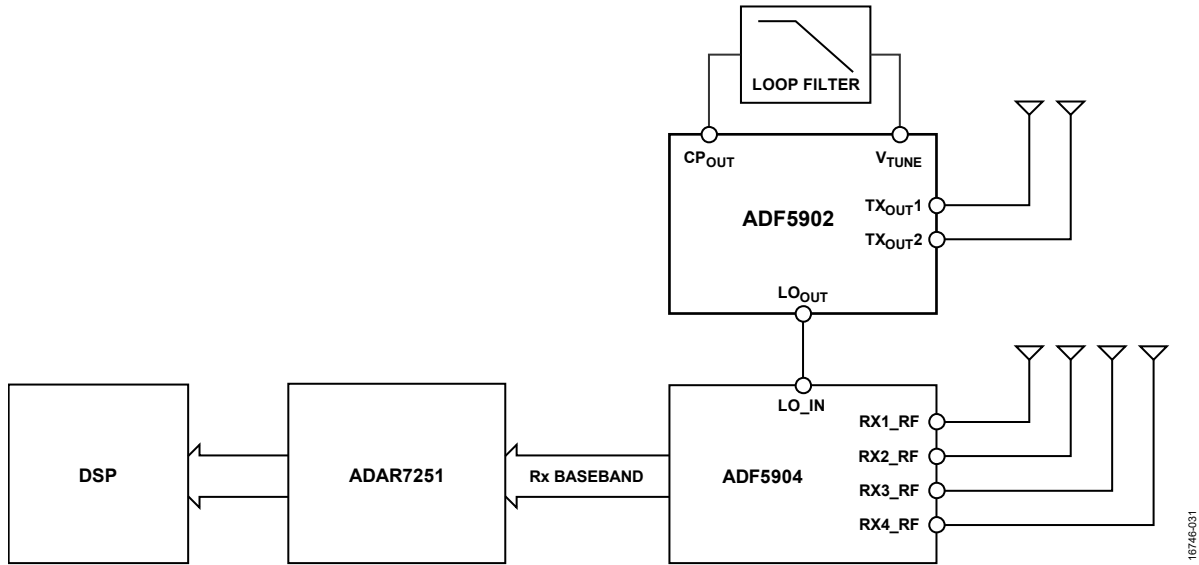 LOOP FILTER
CP_OUT
V_TUNE
ADF5902
TX_OUT1
TX_OUT2
LO_OUT
LO_IN
DSP
ADAR7251
Rx BASEBAND
ADF5904
RX1_RF
RX2_RF
RX3_RF
RX4_RF
16746-031